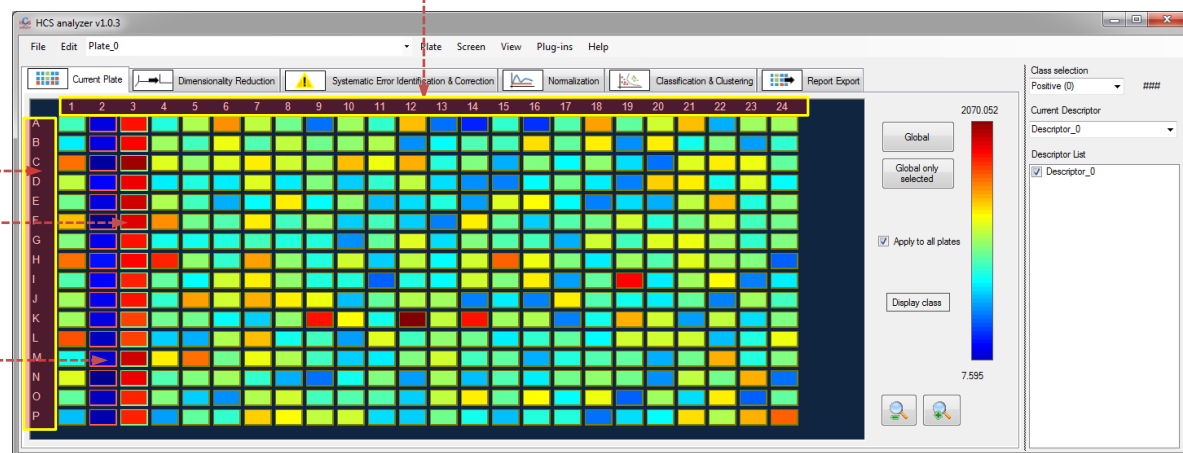 HCS analyzer v1.0.3
File Edit Plate_0 Plate Screen View Plug-ins Help
Current Plate Dimensionality Reduction Systematic Error Identification & Correction Normalization Classification & Clustering Report Export
Class selection
Positive (0) ###
Current Descriptor
Descriptor_0
Descriptor List
Descriptor_0
1 2 3 4 5 6 7 8 9 10 11 12 13 14 15 16 17 18 19 20 21 22 23 24
A
B
C
D
E
F
G
H
I
J
K
L
M
N
O
P
Global
Global only
selected
Apply to all plates
Display class
2070.052
7.595